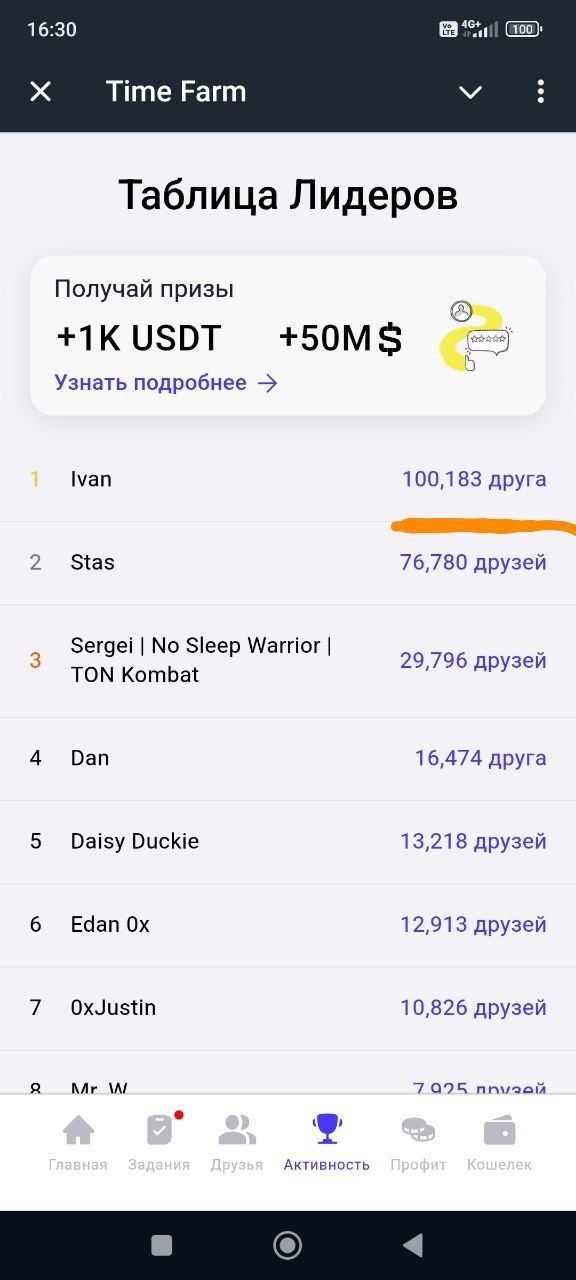 16:30
Vo LTE 4G+ 100
Time Farm
Таблица Лидеров
Получай призы
+1K USDT +50M$
Узнать подробнее →
1 Ivan 100,183 друга
2 Stas 76,780 друзей
3 Sergei | No Sleep Warrior |
TON Kombat 29,796 друзей
4 Dan 16,474 друга
5 Daisy Duckie 13,218 друзей
6 Edan 0x 12,913 друзей
7 0xJustin 10,826 друзей
8 Mr. W 7,925 друзей
Главная Задания Друзья Активность Профит Кошелек